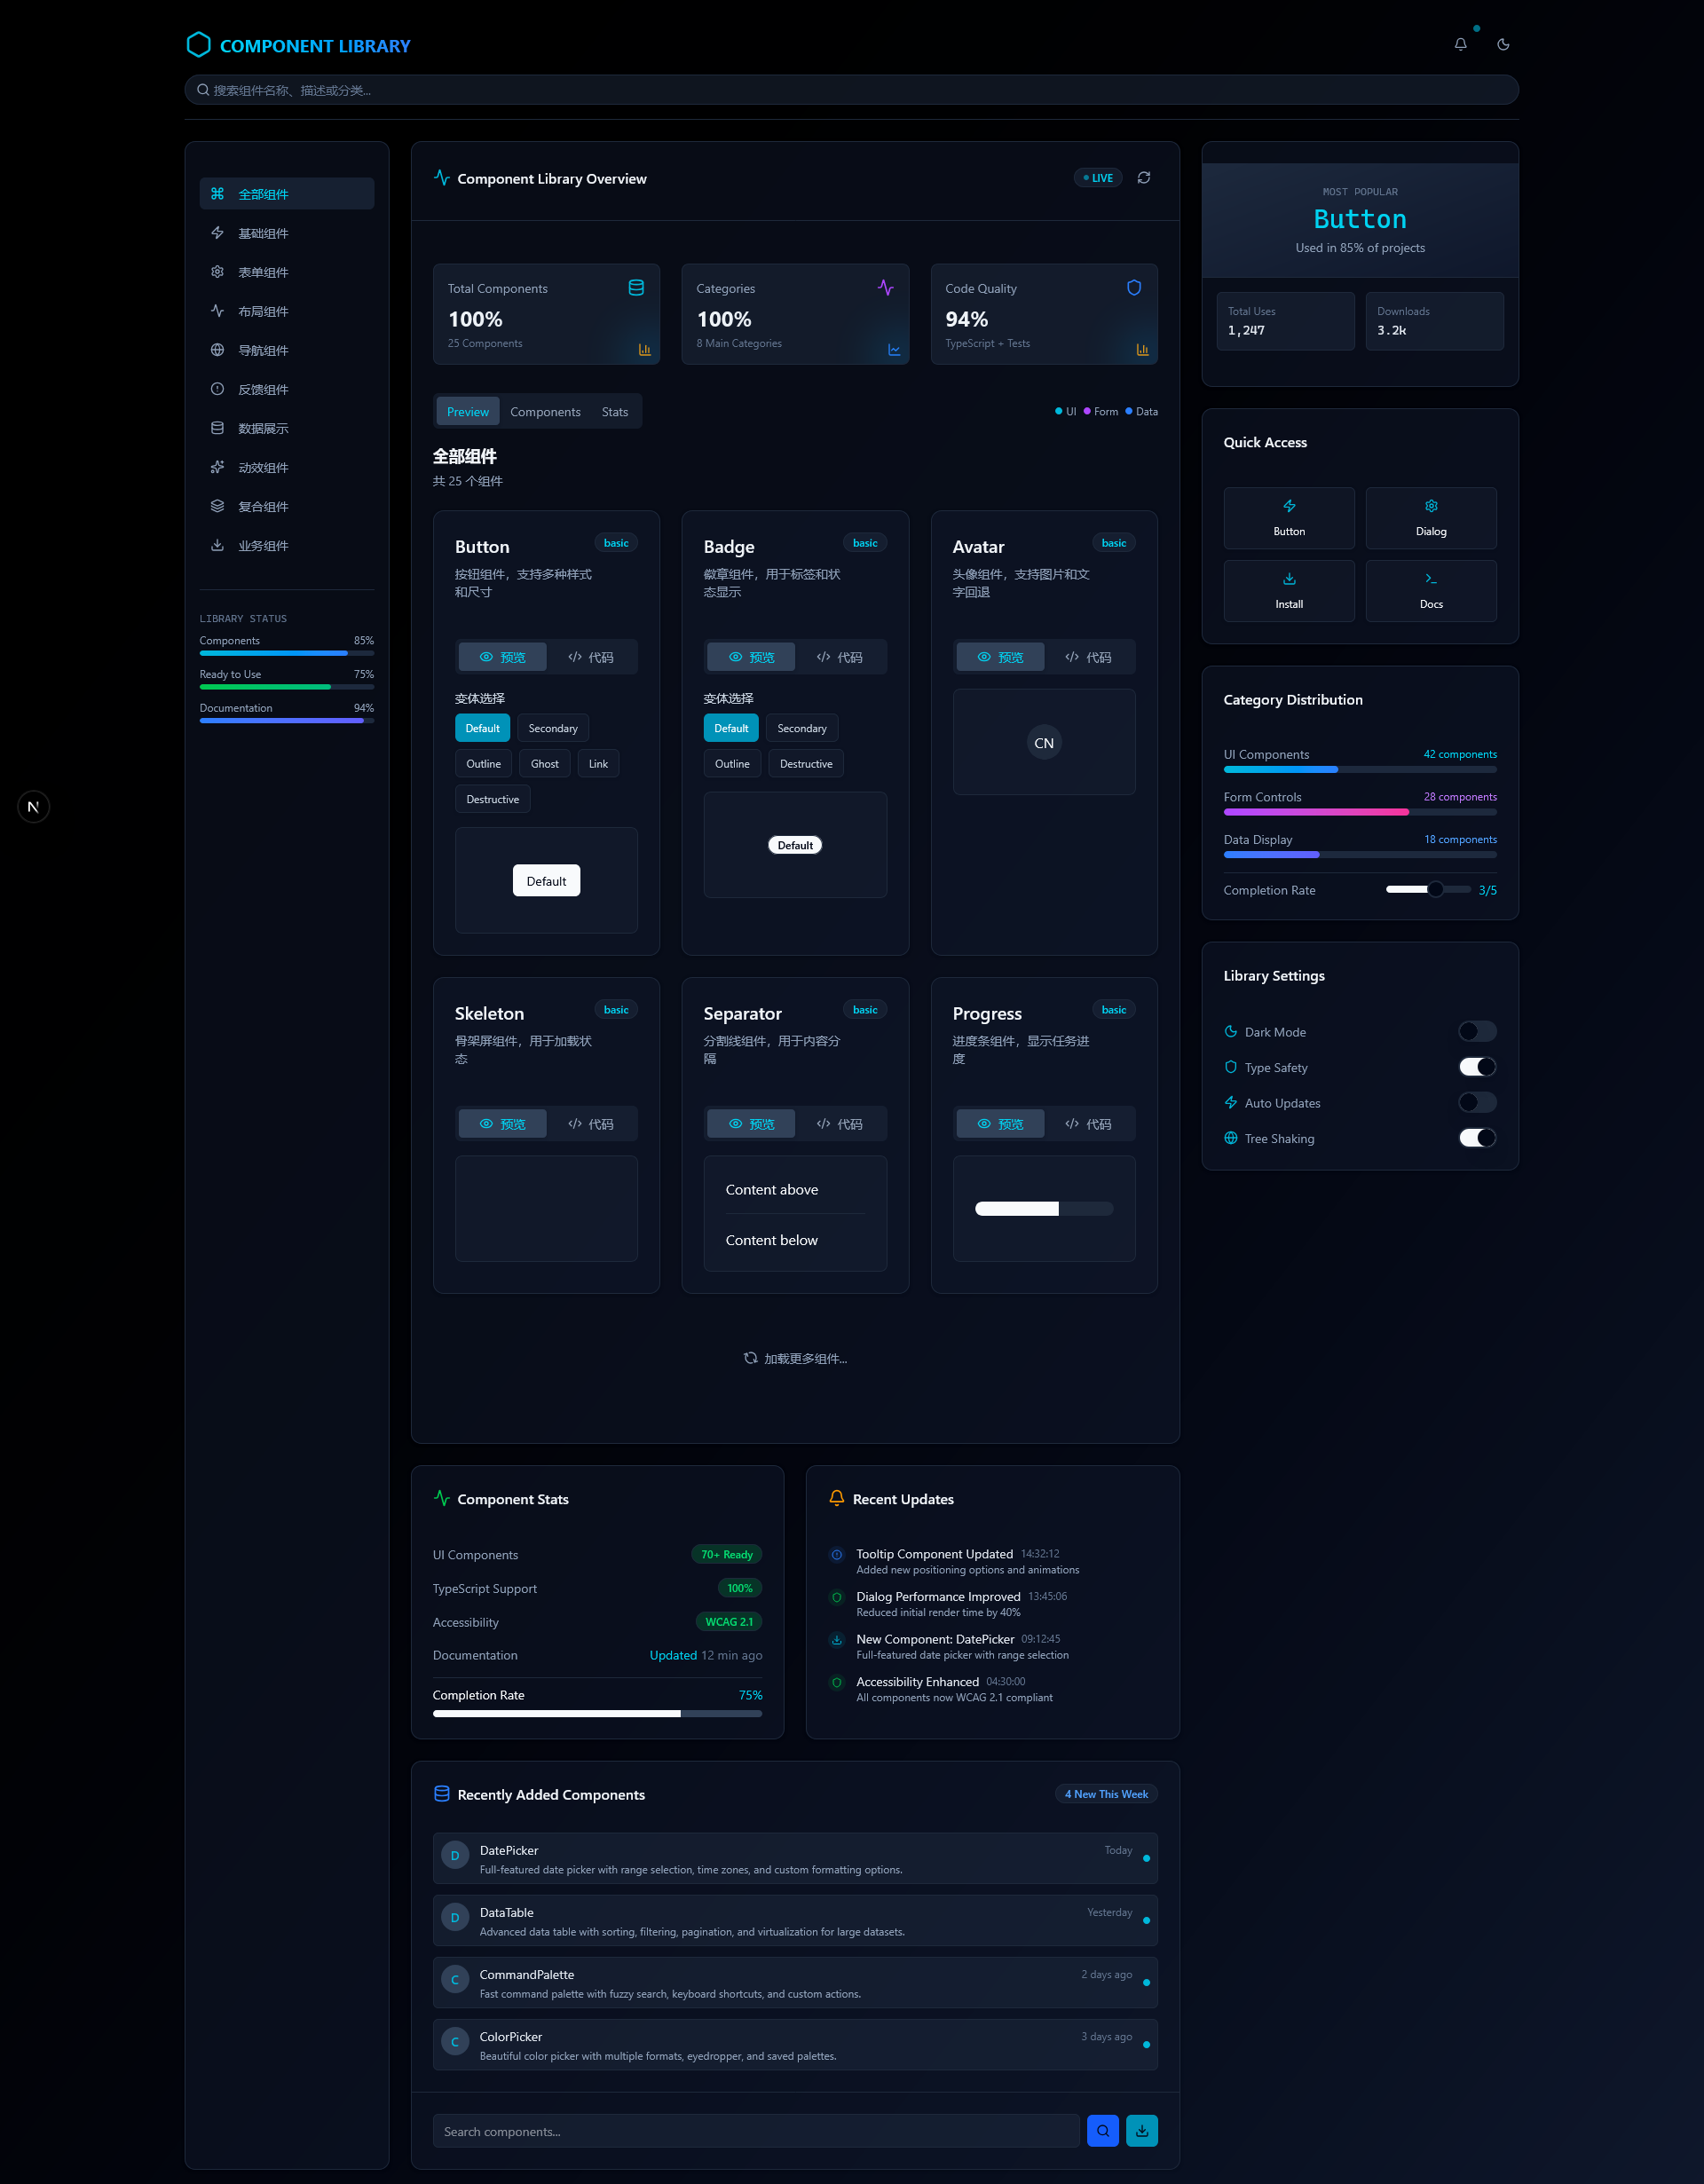 COMPONENT LIBRARY
搜索组件名称、描述或分类...
全部组件
基础组件
表单组件
布局组件
导航组件
反馈组件
数据展示
动效组件
复合组件
业务组件
LIBRARY STATUS
Components 85%
Ready to Use 75%
Documentation 94%
N
Component Library Overview
LIVE
Total Components
100%
25 Components
Categories
100%
8 Main Categories
Code Quality
94%
TypeScript + Tests
Preview Components Stats
UI Form Data
全部组件
共 25 个组件
Button basic
按钮组件，支持多种样式
和尺寸
预览 代码
变体选择
Default Secondary
Outline Ghost Link
Destructive
Default
Badge basic
徽章组件，用于标签和状
态显示
预览 代码
变体选择
Default Secondary
Outline Destructive
Default
Avatar basic
头像组件，支持图片和文
字回退
预览 代码
CN
Skeleton basic
骨架屏组件，用于加载状
态
预览 代码
Separator basic
分割线组件，用于内容分
隔
预览 代码
Content above
Content below
Progress basic
进度条组件，显示任务进
度
预览 代码
加载更多组件...
Component Stats
UI Components 70+ Ready
TypeScript Support 100%
Accessibility WCAG 2.1
Documentation Updated 12 min ago
Completion Rate 75%
Recent Updates
Tooltip Component Updated 14:32:12
Added new positioning options and animations
Dialog Performance Improved 13:45:06
Reduced initial render time by 40%
New Component: DatePicker 09:12:45
Full-featured date picker with range selection
Accessibility Enhanced 04:30:00
All components now WCAG 2.1 compliant
Recently Added Components
4 New This Week
D DatePicker Today
Full-featured date picker with range selection, time zones, and custom formatting options.
D DataTable Yesterday
Advanced data table with sorting, filtering, pagination, and virtualization for large datasets.
C CommandPalette 2 days ago
Fast command palette with fuzzy search, keyboard shortcuts, and custom actions.
C ColorPicker 3 days ago
Beautiful color picker with multiple formats, eyedropper, and saved palettes.
Search components...
MOST POPULAR
Button
Used in 85% of projects
Total Uses
1,247
Downloads
3.2k
Quick Access
Button Dialog
Install Docs
Category Distribution
UI Components 42 components
Form Controls 28 components
Data Display 18 components
Completion Rate 3/5
Library Settings
Dark Mode
Type Safety
Auto Updates
Tree Shaking